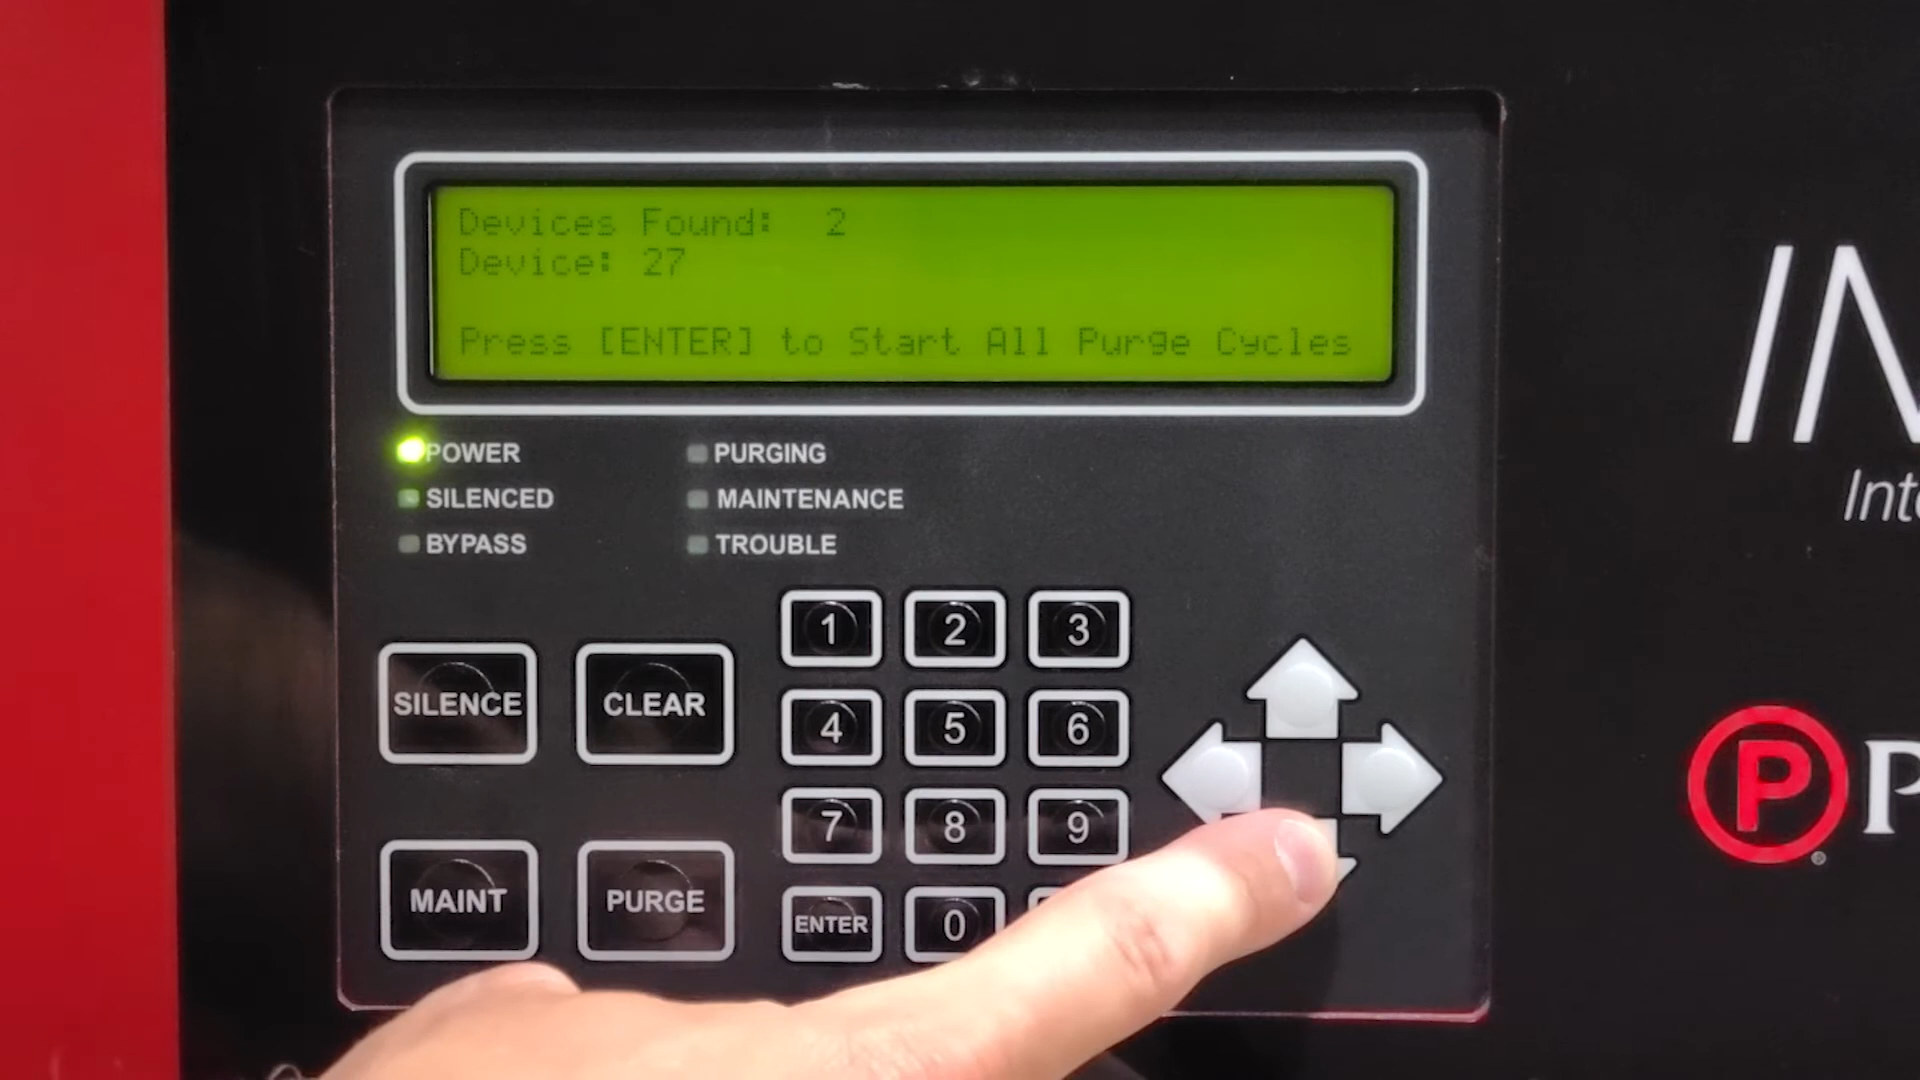 Devices Found: 2
Device: 27
Press [ENTER] to Start All Purge Cycles
POWER
PURGING
SILENCED
MAINTENANCE
BYPASS
TROUBLE
1 2 3
SILENCE CLEAR
4 5 6
7 8 9
MAINT PURGE
ENTER 0
P